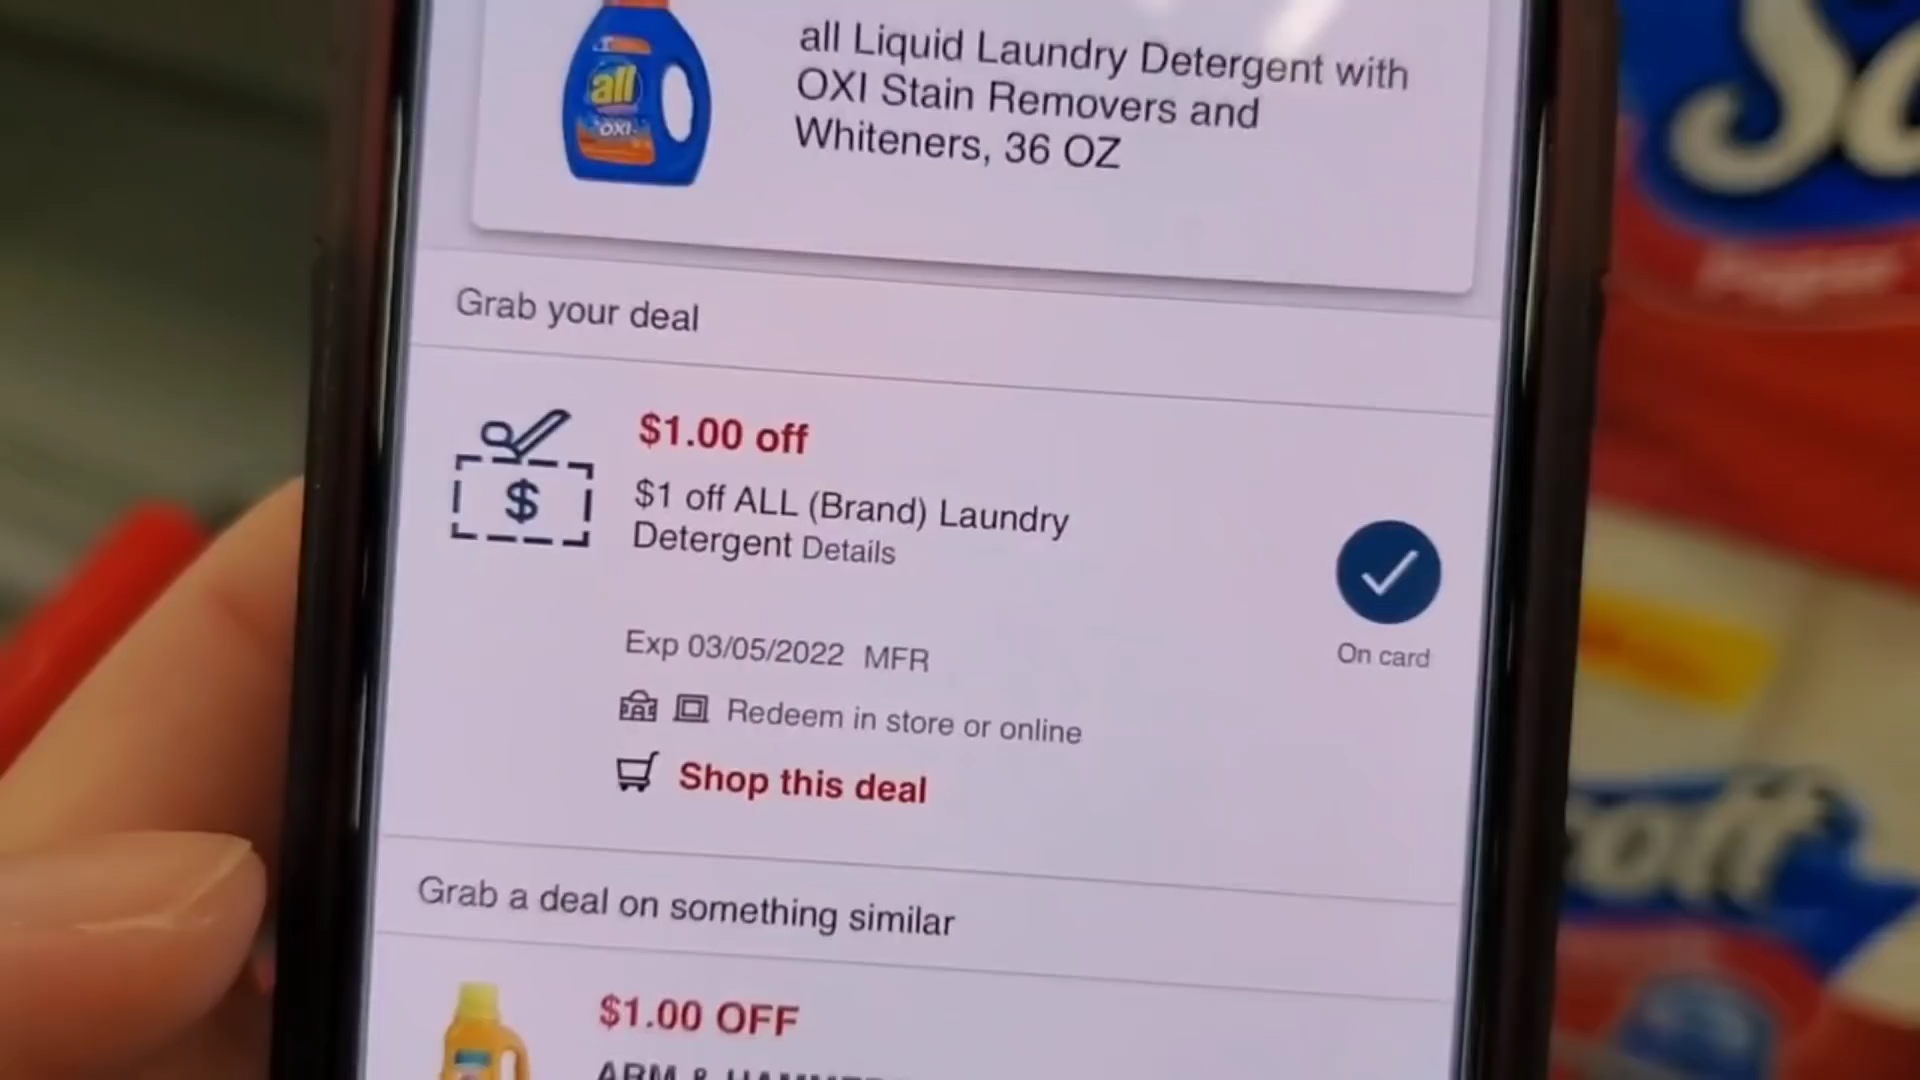 all Liquid Laundry Detergent with
OXI Stain Removers and
Whiteners, 36 OZ
all
OXI
Grab your deal
$1.00 off
$
$1 off ALL (Brand) Laundry
Detergent Details
On card
Exp 03/05/2022 MFR
Redeem in store or online
Shop this deal
Grab a deal on something similar
$1.00 OFF
ARM &